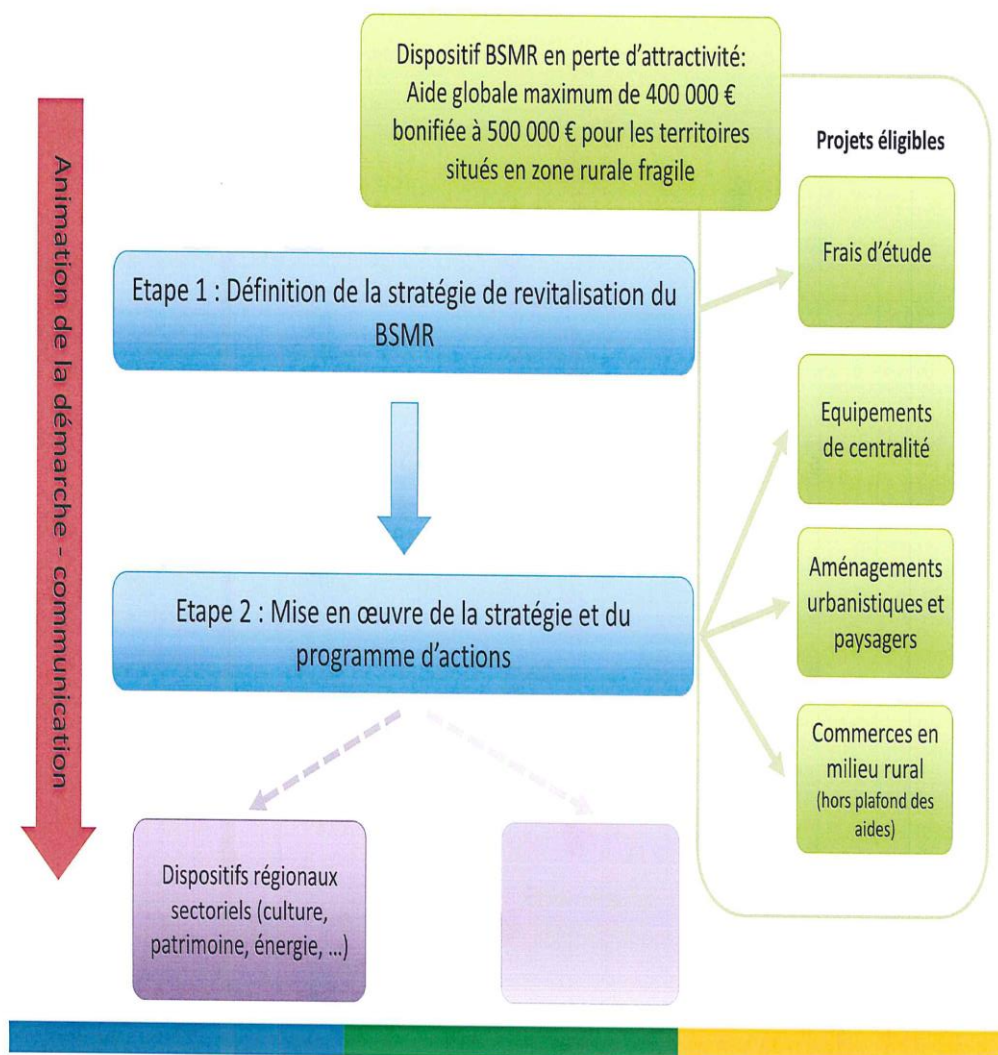 Dispositif BSMR en perte d'attractivité:
Aide globale maximum de 400 000 €
bonifiée à 500 000 € pour les territoires
situés en zone rurale fragile
Projets éligibles
Animation de la démarche - communication
Etape 1 : Définition de la stratégie de revitalisation du
BSMR
Frais d'étude
Equipements
de centralité
Etape 2 : Mise en œuvre de la stratégie et du
programme d'actions
Aménagements
urbanistiques et
paysagers
Commerces en
milieu rural
(hors plafond des
aides)
Dispositifs régionaux
sectoriels (culture,
patrimoine, énergie, ...)